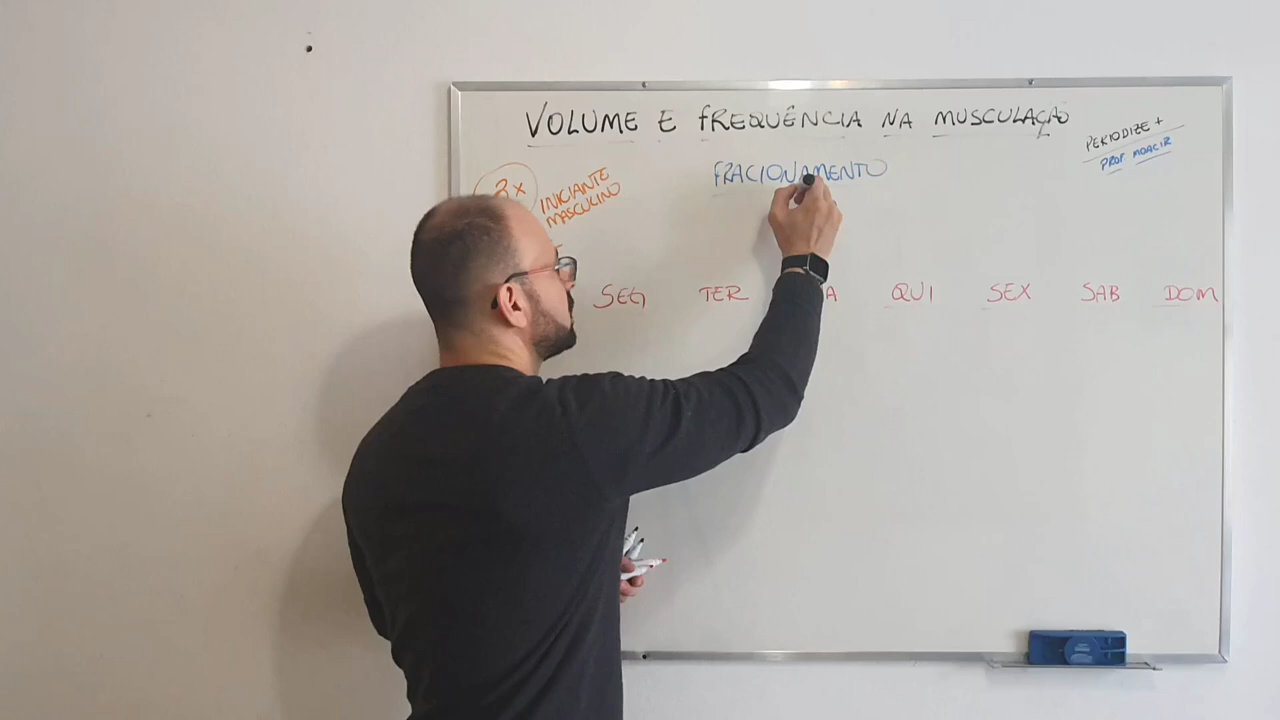 VOLUME E FREQUÊNCIA NA MUSCULAÇÃO
PERIODIZE +
PROF MOACIR
FRACIONAMENTO
3x
INICIANTE
MASCULINO
SEG TER QUI SEX SAB DOM